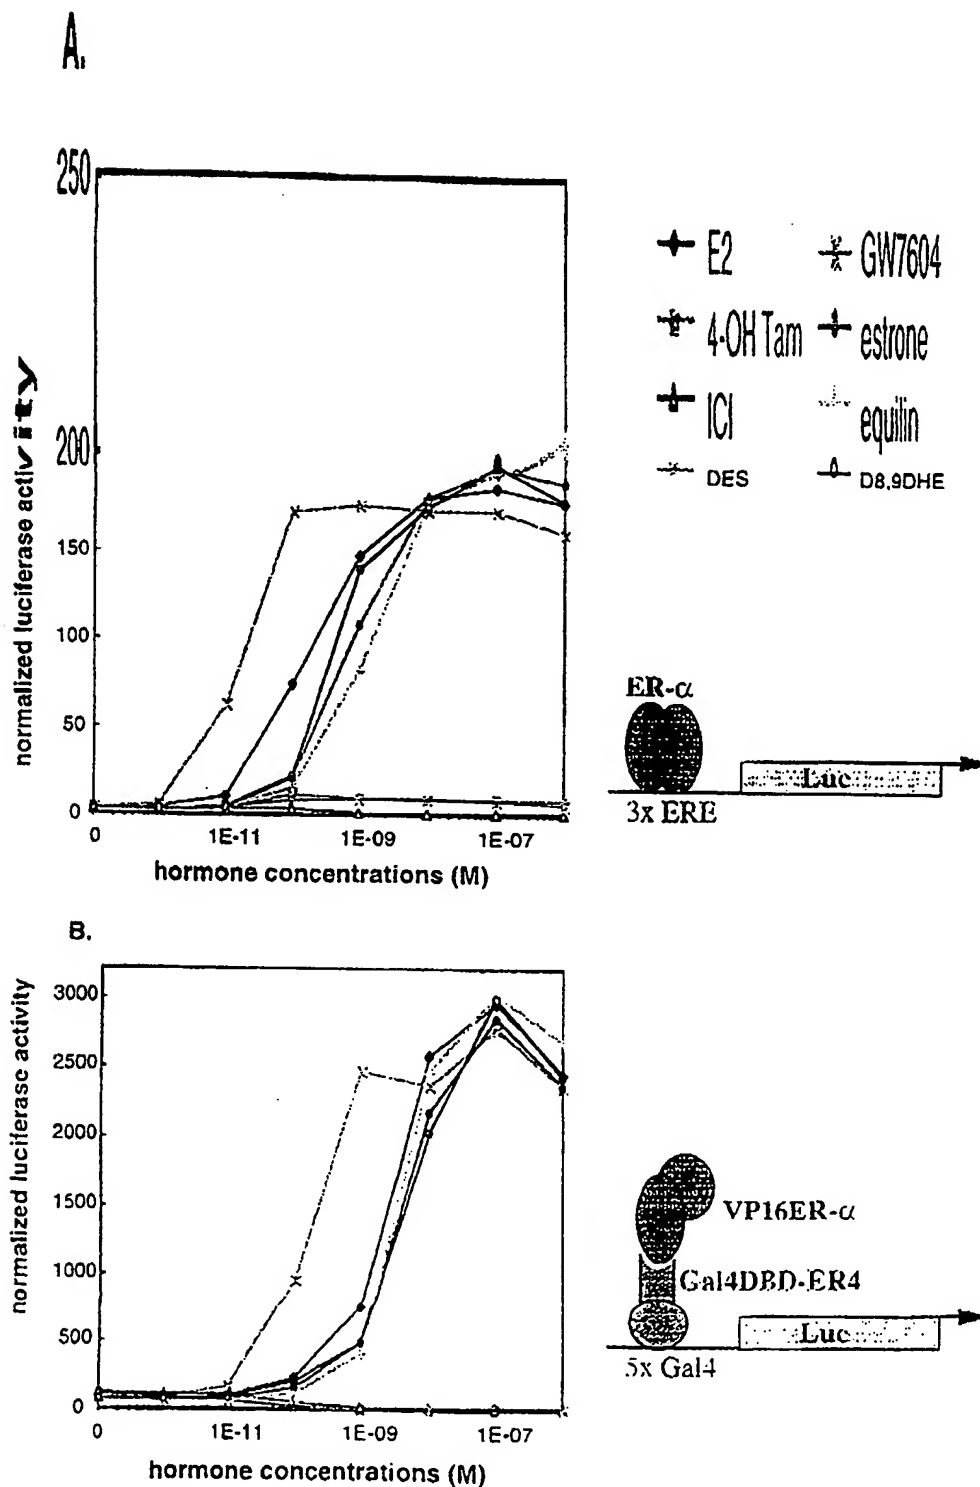 A.
250
200
150
100
50
0
normalized luciferase activity
0 1E-11 1E-09 1E-07
hormone concentrations (M)
E2 GW7604
4-OH Tam estrone
ICI equilin
DES D8,9DHE
ER-α
Luc
3x ERE
B.
3000
2500
2000
1500
1000
500
0
normalized luciferase activity
0 1E-11 1E-09 1E-07
hormone concentrations (M)
VP16ER-α
Gal4DBD-ER4
Luc
5x Gal4